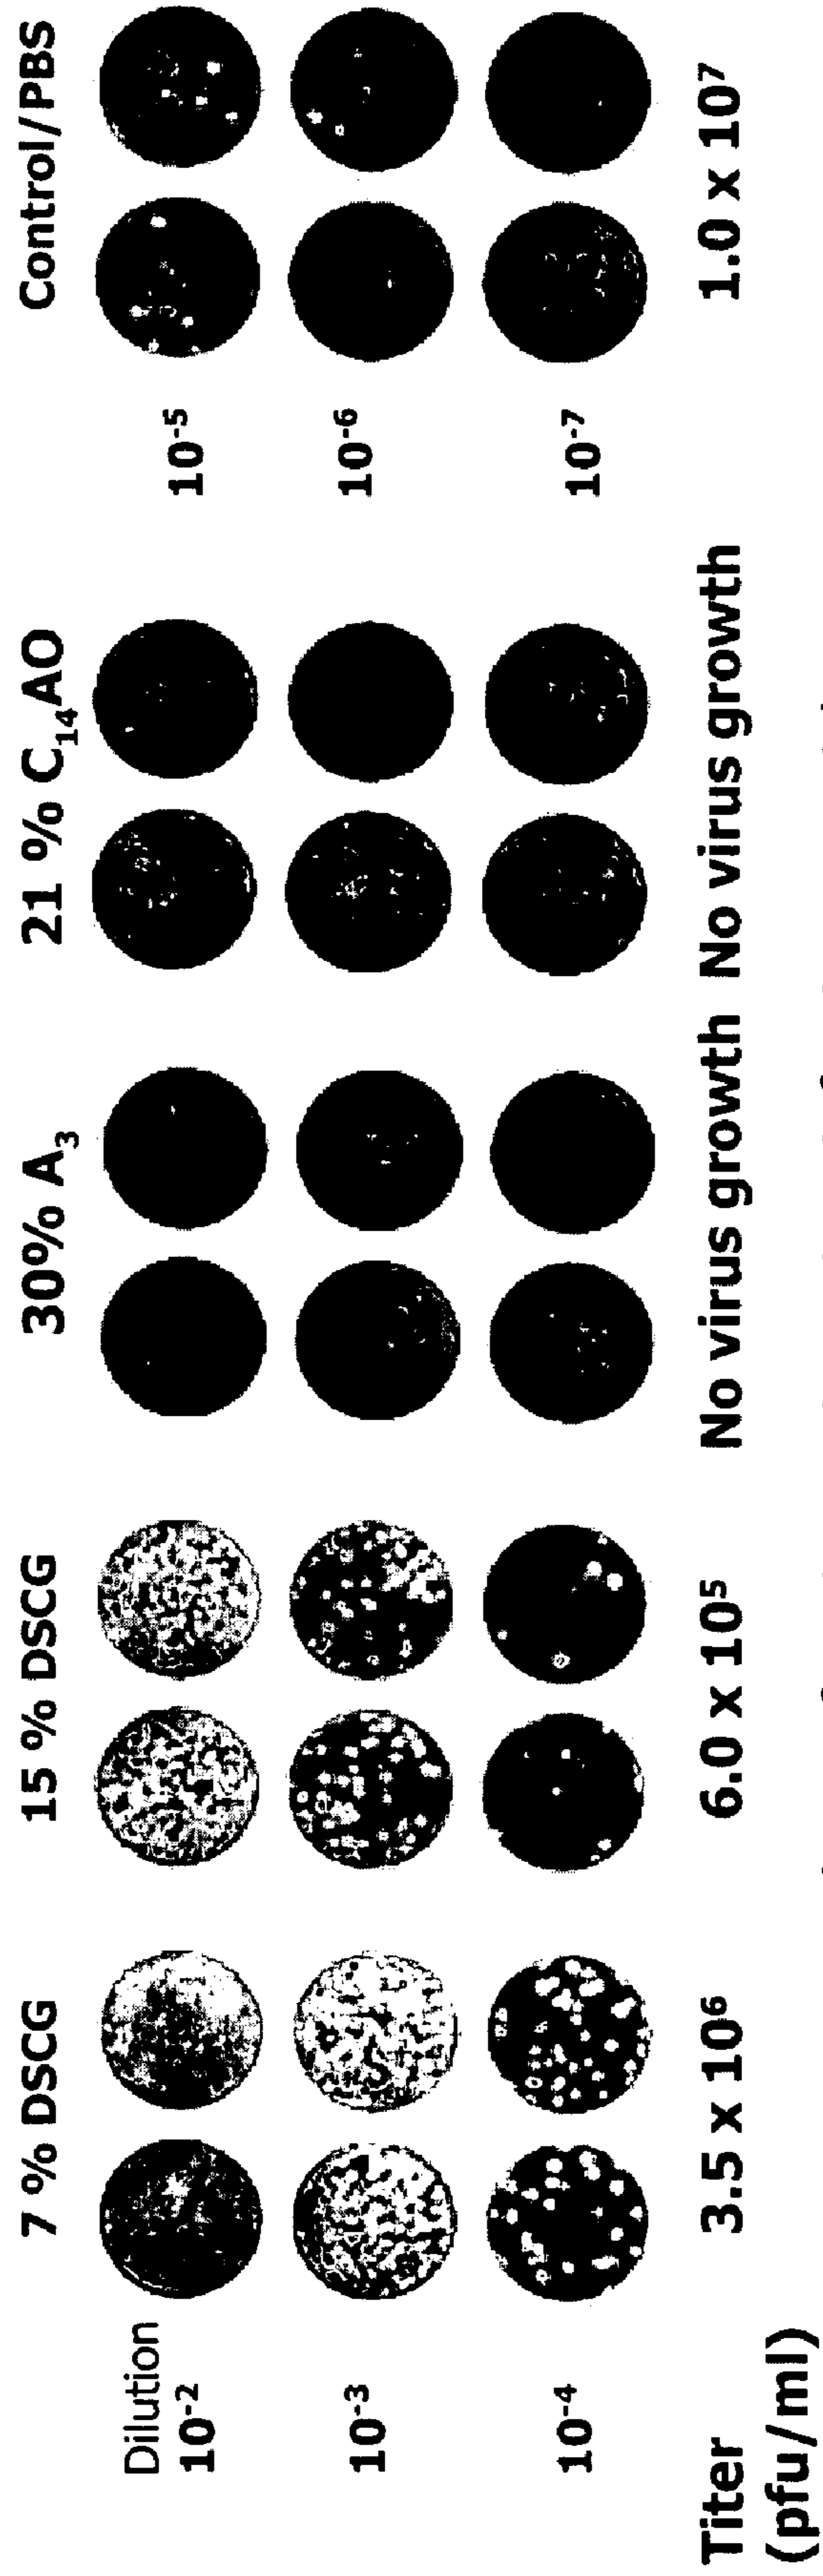 7 % DSCG
15 % DSCG
30% A₃
21 % C₁₄AO
Control/PBS
Dilution
10⁻²
10⁻³
10⁻⁴
10⁻⁵
10⁻⁶
10⁻⁷
Titer
(pfu/ml)
3.5 x 10⁶
6.0 x 10⁵
No virus growth
No virus growth
1.0 x 10⁷